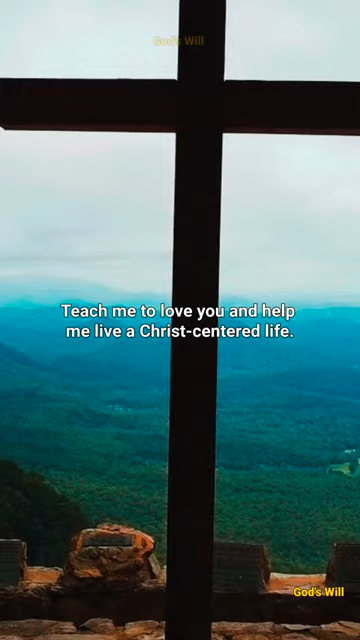 God's Will
Teach me to love you and help
me live a Christ-centered life.
God's Will